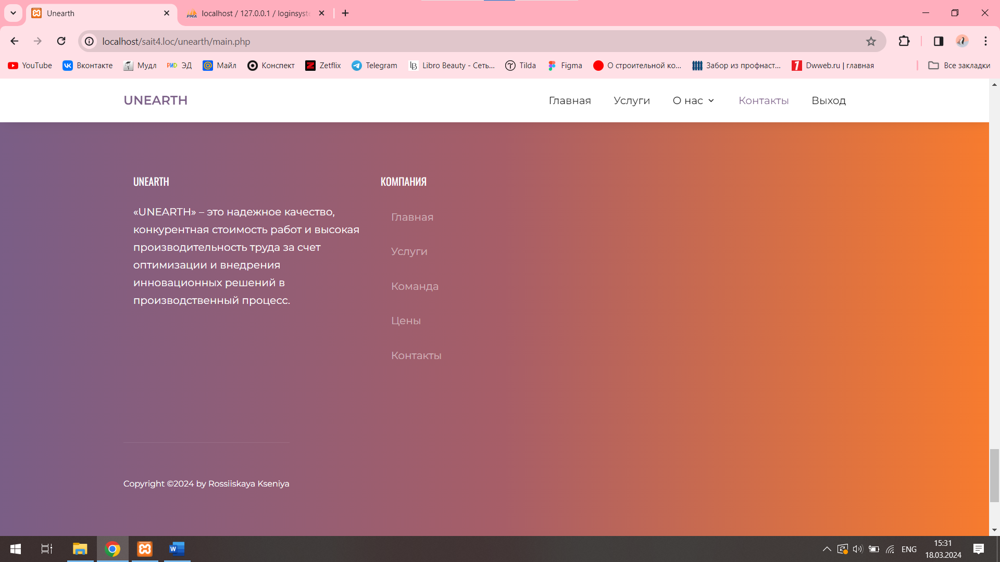 Unearth
localhost / 127.0.0.1 / loginsyste
localhost/sait4.loc/unearth/main.php
YouTube
Вконтакте
Мудл
ЭД
Майл
Конспект
Zetflix
Telegram
Libro Beauty - Сеть...
Tilda
Figma
О строительной ко...
Забор из профнаст...
Dwweb.ru | главная
Все закладки
UNEARTH
Главная
Услуги
О нас
Контакты
Выход
UNEARTH
«UNEARTH» – это надежное качество,
конкурентная стоимость работ и высокая
производительность труда за счет
оптимизации и внедрения
инновационных решений в
производственный процесс.
КОМПАНИЯ
Главная
Услуги
Команда
Цены
Контакты
Copyright ©2024 by Rossiiskaya Kseniya
ENG
15:31
18.03.2024